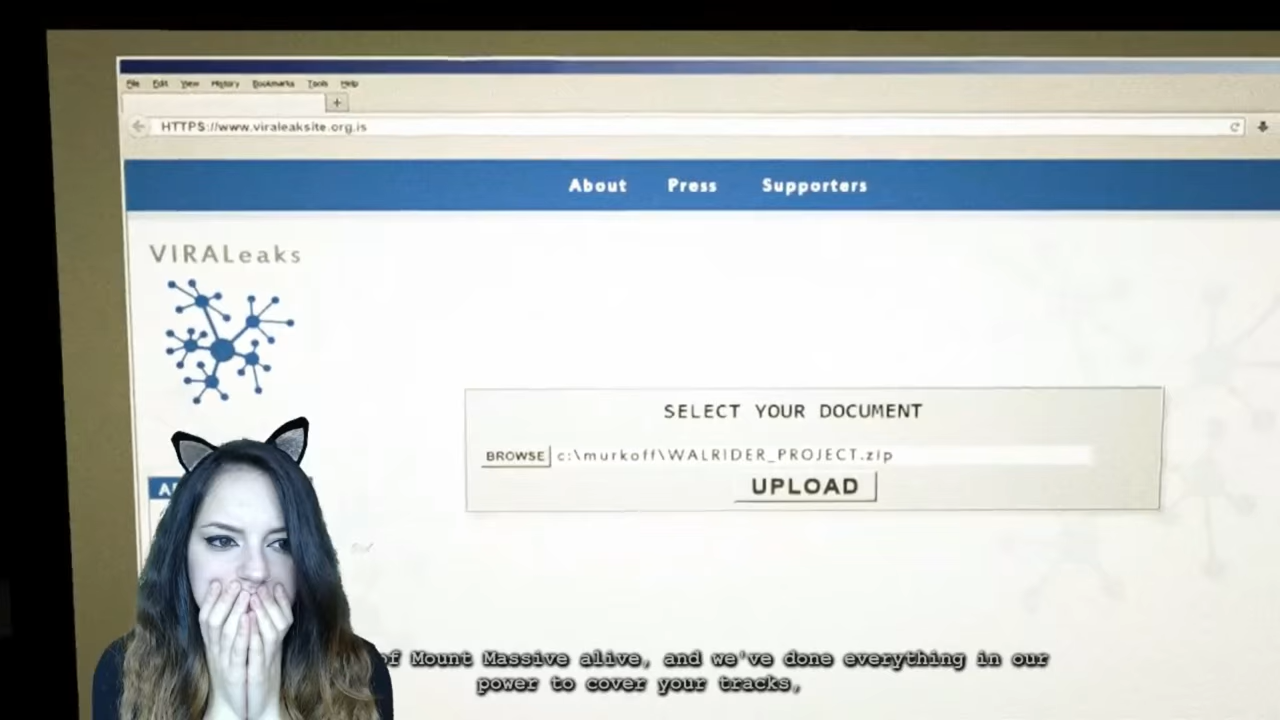 File Edit View History Bookmarks Tools Help
+
HTTPS://www.viraleaksite.org.is
About Press Supporters
VIRALeaks
SELECT YOUR DOCUMENT
BROWSE c:\murkoff\WALRIDER_PROJECT.zip
UPLOAD
of Mount Massive alive, and we've done everything in our
power to cover your tracks,